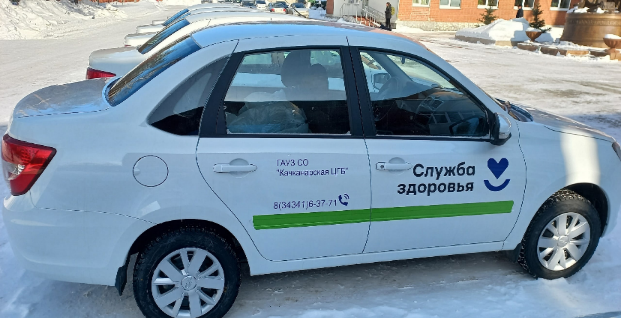 ГАУЗ СО
"Качканарская ЦГБ"
8(34341)6-37-71
Служба
здоровья